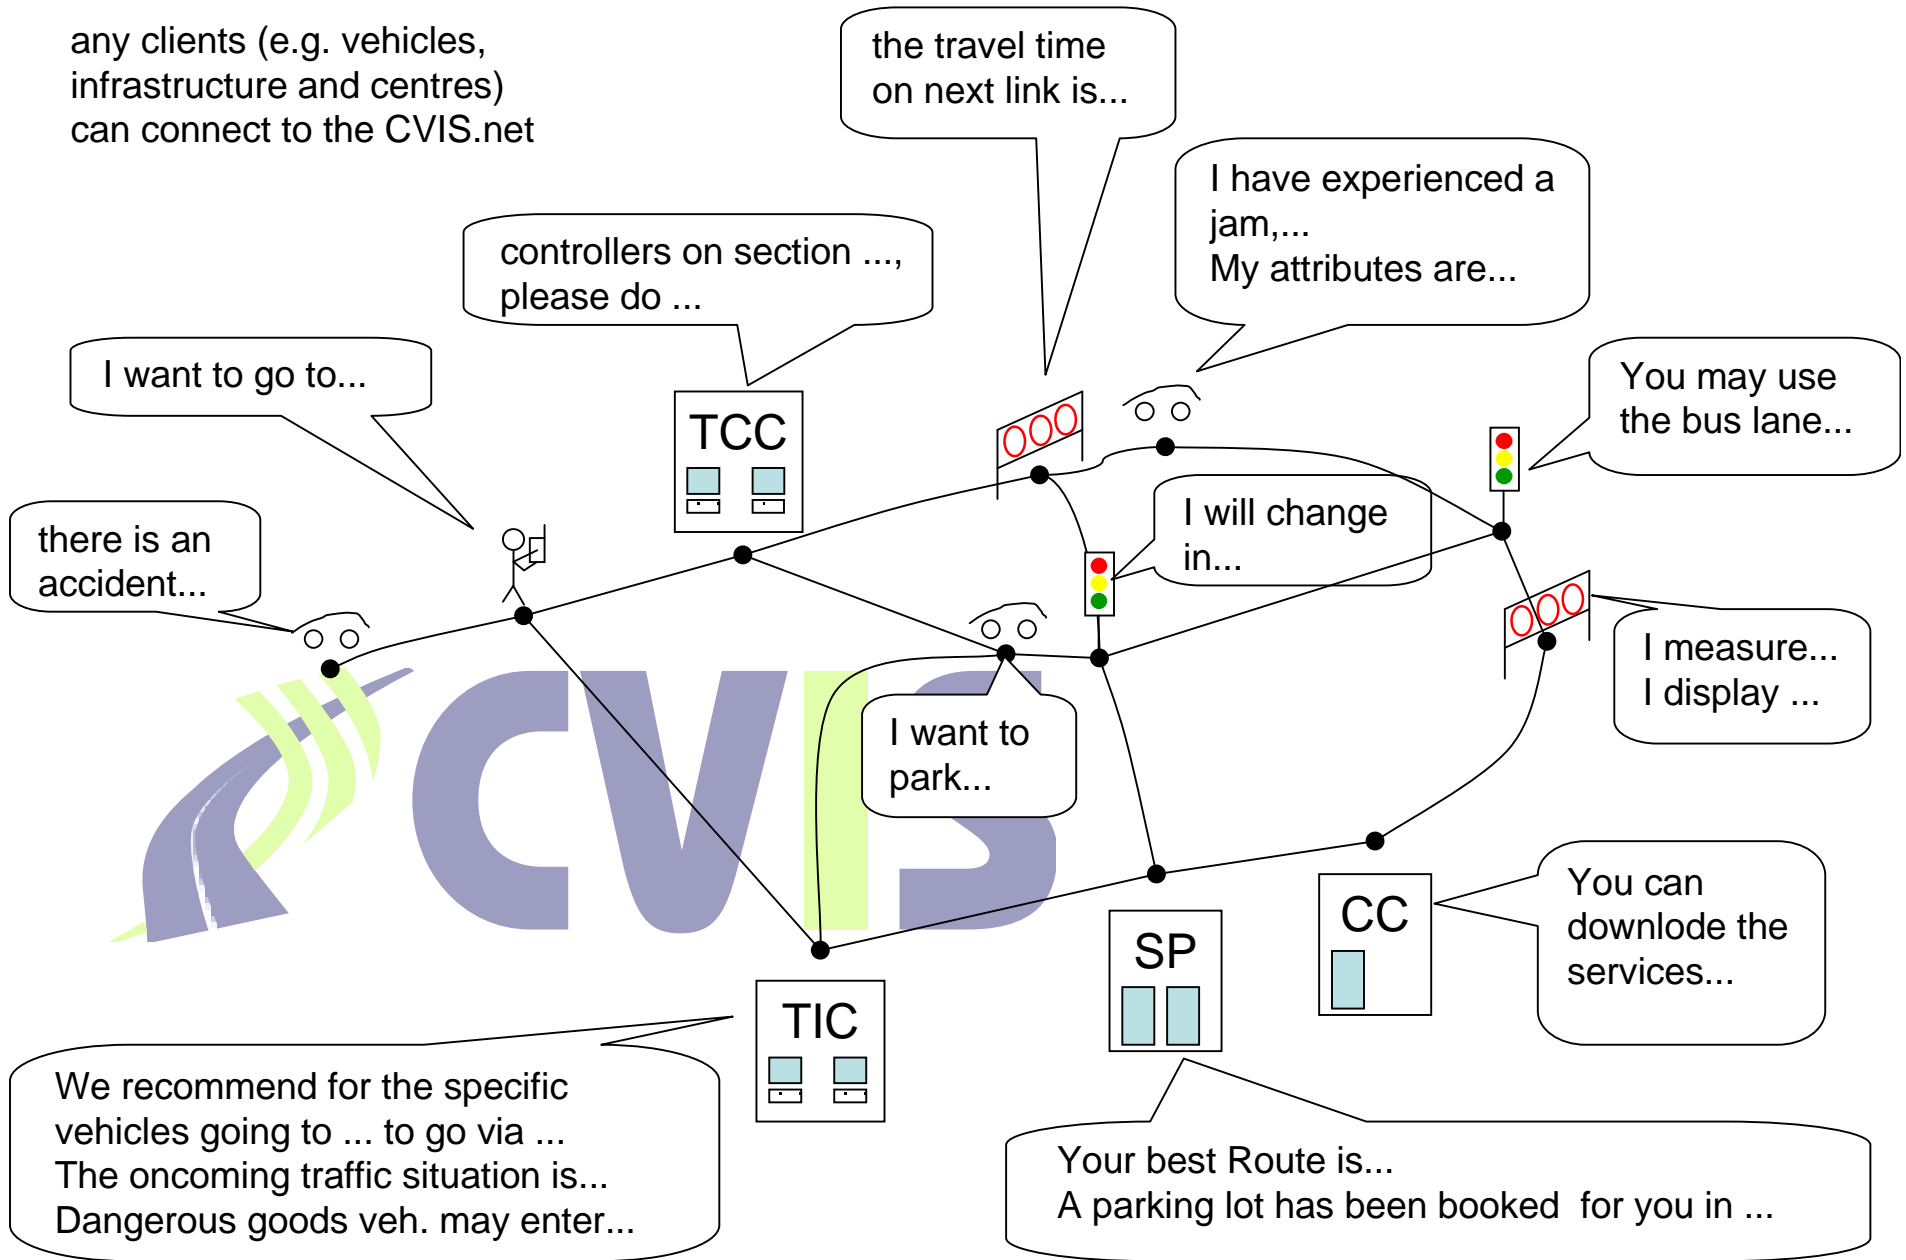 any clients (e.g. vehicles,
infrastructure and centres)
can connect to the CVIS.net
the travel time
on next link is...
I have experienced a
jam,...
My attributes are...
controllers on section ...,
please do ...
I want to go to...
You may use
the bus lane...
TCC
I will change
in...
there is an
accident...
I measure...
I display ...
I want to
park...
CVIS
You can
downlode the
services...
CC
SP
TIC
We recommend for the specific
vehicles going to ... to go via ...
The oncoming traffic situation is...
Dangerous goods veh. may enter...
Your best Route is...
A parking lot has been booked  for you in ...